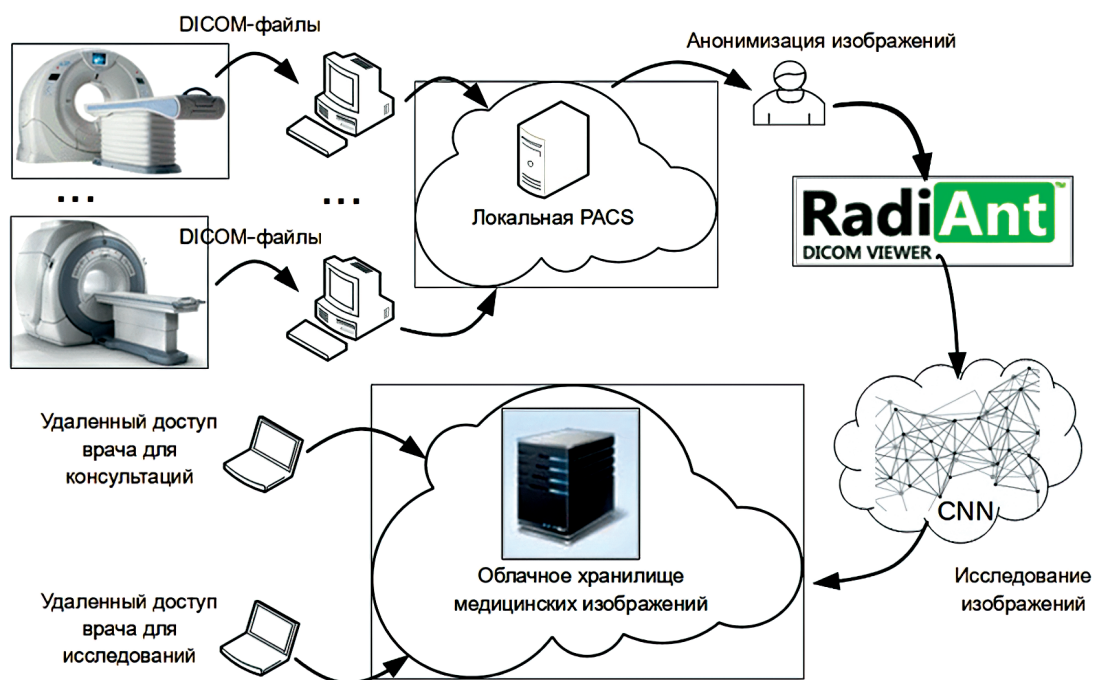 DICOM-файлы
Анонимизация изображений
...
...
Локальная PACS
RadiAnt™
DICOM VIEWER
DICOM-файлы
Удаленный доступ
врача для
консультаций
CNN
Облачное хранилище
медицинских изображений
Исследование
изображений
Удаленный доступ
врача для
исследований